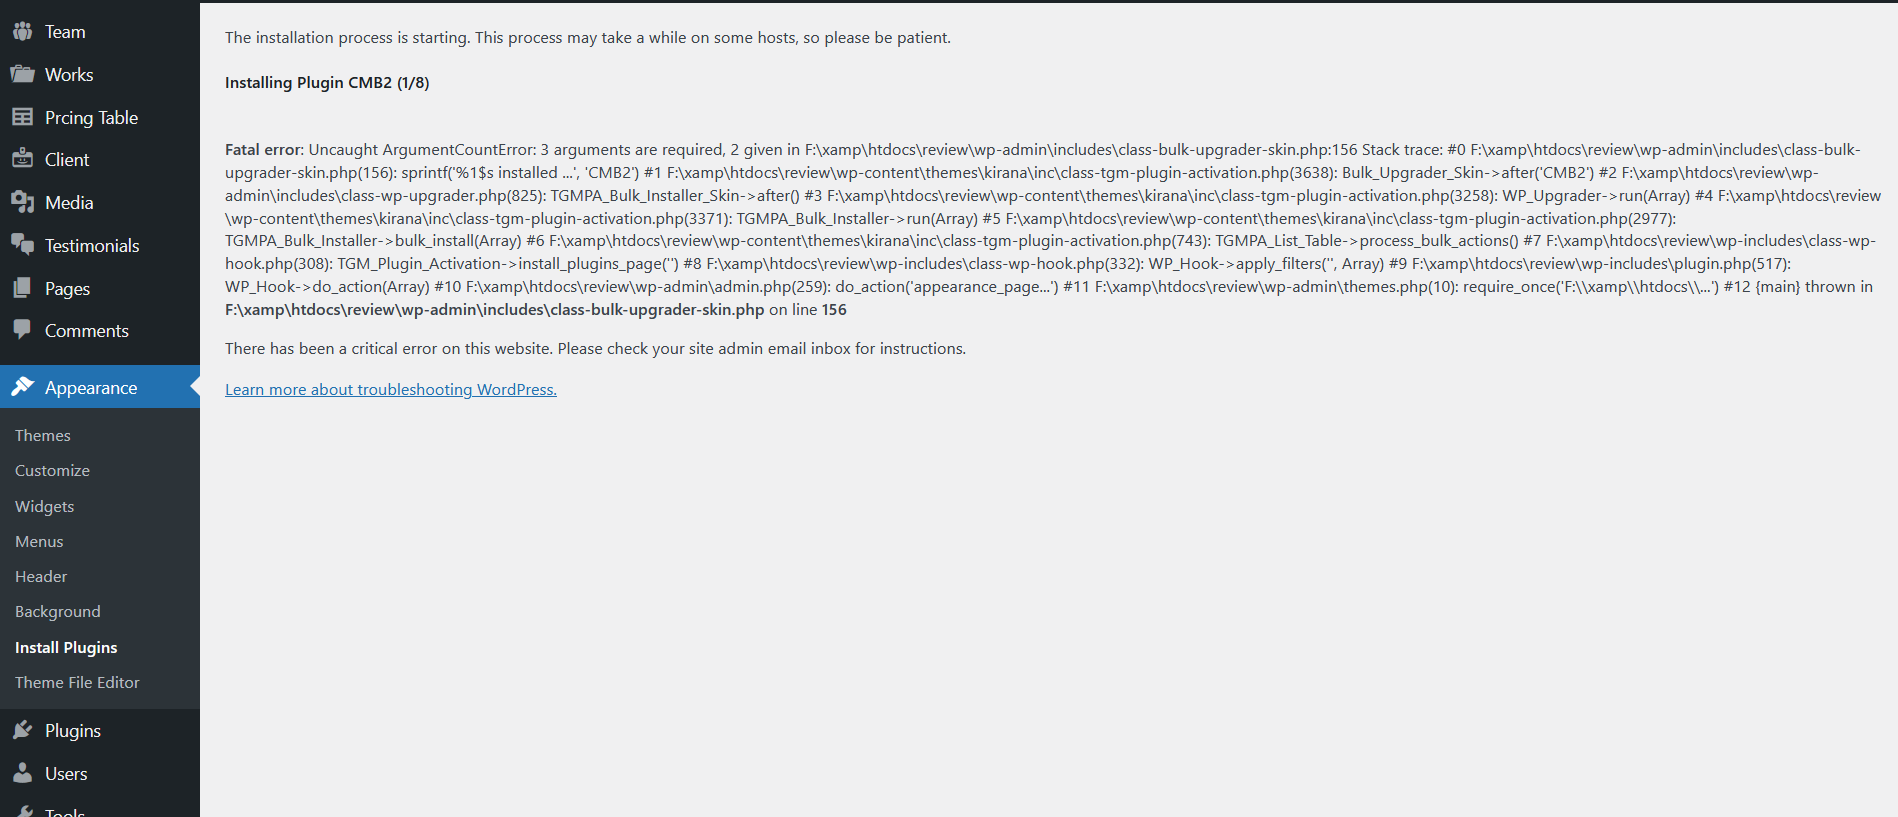 Team
Works
Prcing Table
Client
Media
Testimonials
Pages
Comments
Appearance
Themes
Customize
Widgets
Menus
Header
Background
Install Plugins
Theme File Editor
Plugins
Users
Tools
The installation process is starting. This process may take a while on some hosts, so please be patient.
Installing Plugin CMB2 (1/8)
Fatal error: Uncaught ArgumentCountError: 3 arguments are required, 2 given in F:\xamp\htdocs\review\wp-admin\includes\class-bulk-upgrader-skin.php:156 Stack trace: #0 F:\xamp\htdocs\review\wp-admin\includes\class-bulk-
upgrader-skin.php(156): sprintf('%1$s installed ...', 'CMB2') #1 F:\xamp\htdocs\review\wp-content\themes\kirana\inc\class-tgm-plugin-activation.php(3638): Bulk_Upgrader_Skin->after('CMB2') #2 F:\xamp\htdocs\review\wp-
admin\includes\class-wp-upgrader.php(825): TGMPA_Bulk_Installer_Skin->after() #3 F:\xamp\htdocs\review\wp-content\themes\kirana\inc\class-tgm-plugin-activation.php(3258): WP_Upgrader->run(Array) #4 F:\xamp\htdocs\review
\wp-content\themes\kirana\inc\class-tgm-plugin-activation.php(3371): TGMPA_Bulk_Installer->run(Array) #5 F:\xamp\htdocs\review\wp-content\themes\kirana\inc\class-tgm-plugin-activation.php(2977):
TGMPA_Bulk_Installer->bulk_install(Array) #6 F:\xamp\htdocs\review\wp-content\themes\kirana\inc\class-tgm-plugin-activation.php(743): TGMPA_List_Table->process_bulk_actions() #7 F:\xamp\htdocs\review\wp-includes\class-wp-
hook.php(308): TGM_Plugin_Activation->install_plugins_page('') #8 F:\xamp\htdocs\review\wp-includes\class-wp-hook.php(332): WP_Hook->apply_filters('', Array) #9 F:\xamp\htdocs\review\wp-includes\plugin.php(517):
WP_Hook->do_action(Array) #10 F:\xamp\htdocs\review\wp-admin\admin.php(259): do_action('appearance_page...') #11 F:\xamp\htdocs\review\wp-admin\themes.php(10): require_once('F:\\xamp\\htdocs\\...') #12 {main} thrown in
F:\xamp\htdocs\review\wp-admin\includes\class-bulk-upgrader-skin.php on line 156
There has been a critical error on this website. Please check your site admin email inbox for instructions.
Learn more about troubleshooting WordPress.